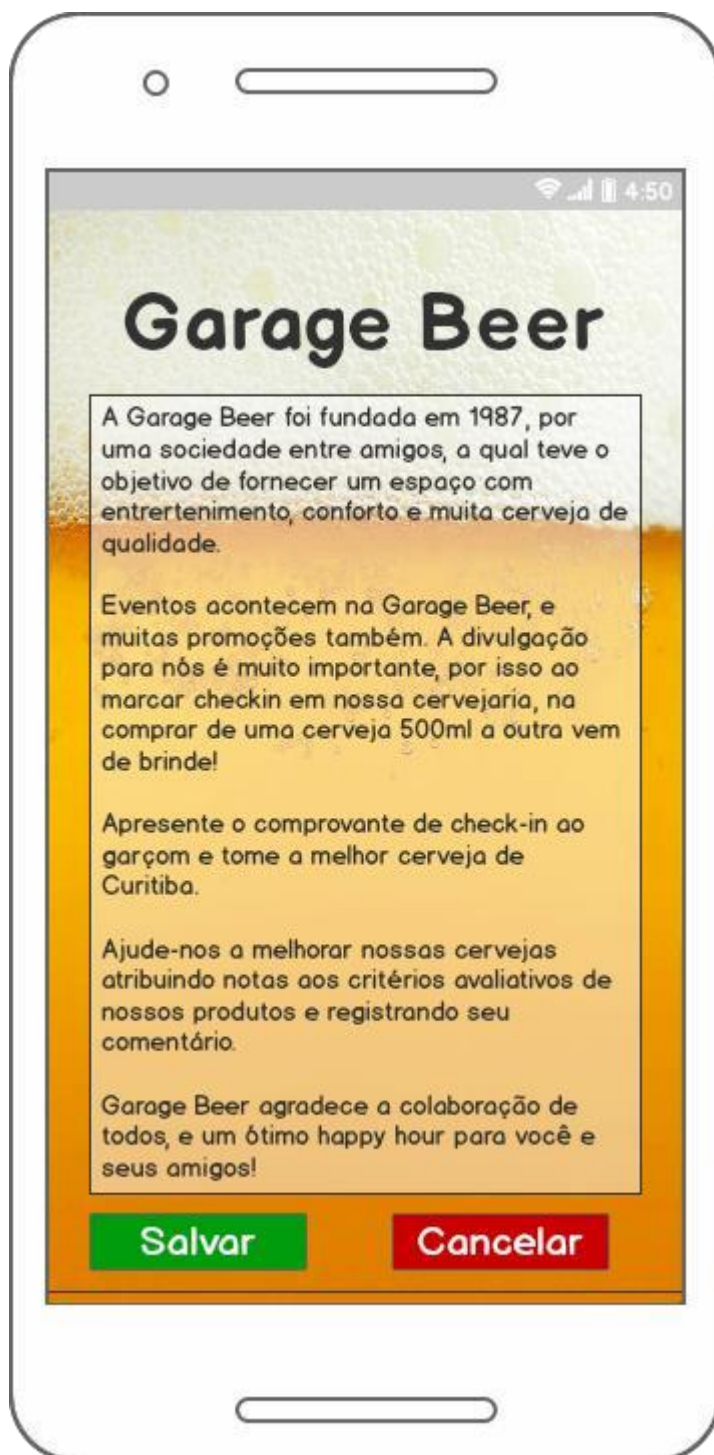 4:50
Garage Beer
A Garage Beer foi fundada em 1987, por
uma sociedade entre amigos, a qual teve o
objetivo de fornecer um espaço com
entrertenimento, conforto e muita cerveja de
qualidade.
Eventos acontecem na Garage Beer, e
muitas promoções também. A divulgação
para nós é muito importante, por isso ao
marcar checkin em nossa cervejaria, na
comprar de uma cerveja 500ml a outra vem
de brinde!
Apresente o comprovante de check-in ao
garçom e tome a melhor cerveja de
Curitiba.
Ajude-nos a melhorar nossas cervejas
atribuindo notas aos critérios avaliativos de
nossos produtos e registrando seu
comentário.
Garage Beer agradece a colaboração de
todos, e um ótimo happy hour para você e
seus amigos!
Salvar Cancelar